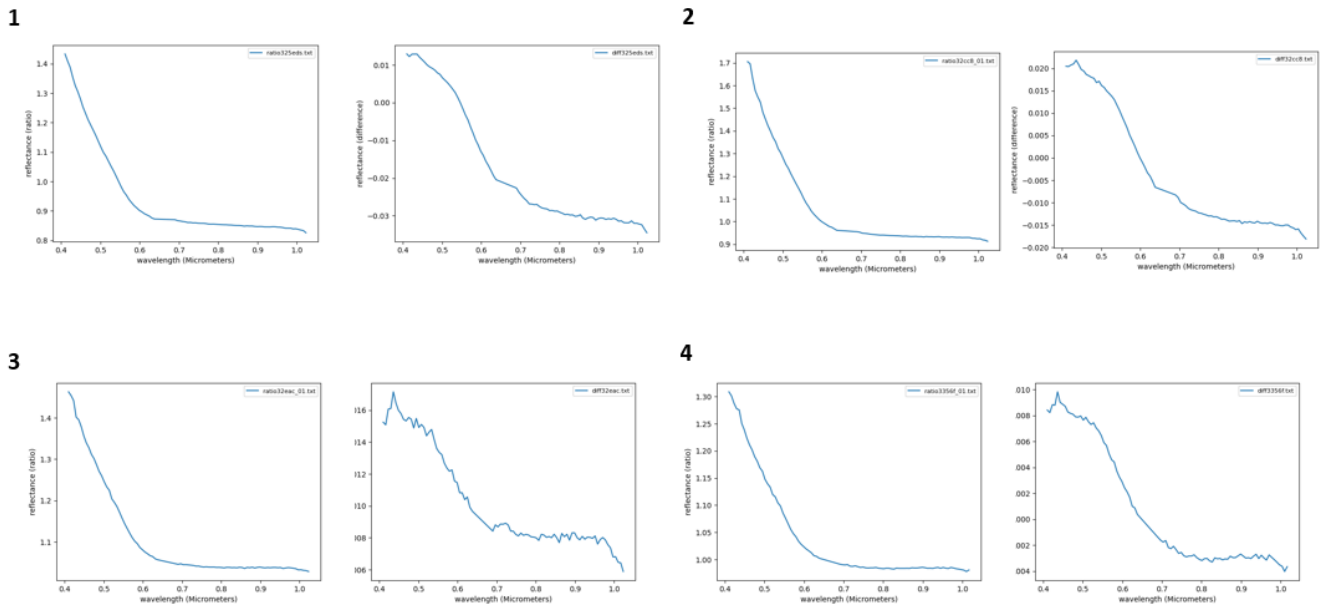 1
2
ratio325eds.txt
1.4
1.3
1.2
1.1
1.0
0.9
0.8
reflectance (ratio)
0.4 0.5 0.6 0.7 0.8 0.9 1.0
wavelength (Micrometers)
diff325eds.txt
0.01
0.00
−0.01
−0.02
−0.03
reflectance (difference)
0.4 0.5 0.6 0.7 0.8 0.9 1.0
wavelength (Micrometers)
ratio32cc8_01.txt
1.7
1.6
1.5
1.4
1.3
1.2
1.1
1.0
0.9
reflectance (ratio)
0.4 0.5 0.6 0.7 0.8 0.9 1.0
wavelength (Micrometers)
diff32cc8.txt
0.020
0.015
0.010
0.005
0.000
−0.005
−0.010
−0.015
−0.020
reflectance (difference)
0.4 0.5 0.6 0.7 0.8 0.9 1.0
wavelength (Micrometers)
3
4
ratio32eac_01.txt
1.4
1.3
1.2
1.1
reflectance (ratio)
0.4 0.5 0.6 0.7 0.8 0.9 1.0
wavelength (Micrometers)
diff32eac.txt
016
014
010
008
006
0.4 0.5 0.6 0.7 0.8 0.9 1.0
wavelength (Micrometers)
ratio3356f_01.txt
1.30
1.25
1.20
1.15
1.10
1.05
1.00
reflectance (ratio)
0.4 0.5 0.6 0.7 0.8 0.9 1.0
wavelength (Micrometers)
diff3356f.txt
.010
.008
.006
.004
.002
.000
.002
.004
0.4 0.5 0.6 0.7 0.8 0.9 1.0
wavelength (Micrometers)